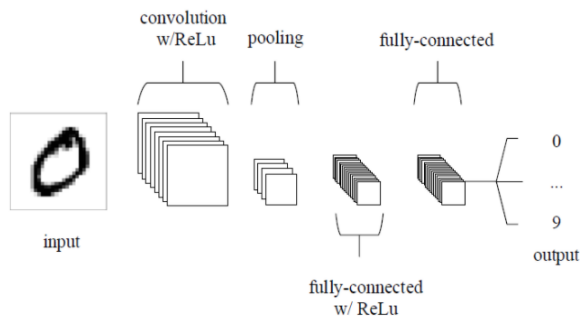 convolution
w/ReLu
pooling
fully-connected
input
0
...
9
output
fully-connected
w/ ReLu